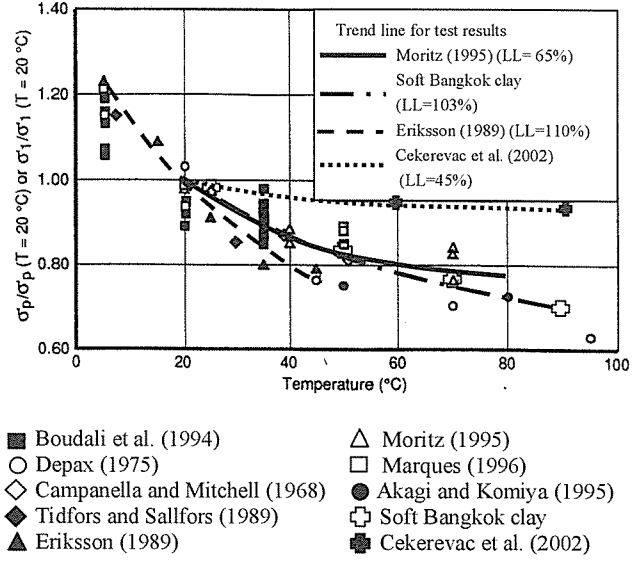 1.40
1.20
1.00
0.80
0.60
σp/σp (T = 20 °C) or σ'1/σ'1 (T = 20 °C)
Trend line for test results
Moritz (1995) (LL= 65%)
Soft Bangkok clay
(LL=103%)
Eriksson (1989) (LL=110%)
Cekerevac et al. (2002)
(LL=45%)
0
20
40
60
80
100
Temperature (°C)
Boudali et al. (1994)
Depax (1975)
Campanella and Mitchell (1968)
Tidfors and Sallfors (1989)
Eriksson (1989)
Moritz (1995)
Marques (1996)
Akagi and Komiya (1995)
Soft Bangkok clay
Cekerevac et al. (2002)